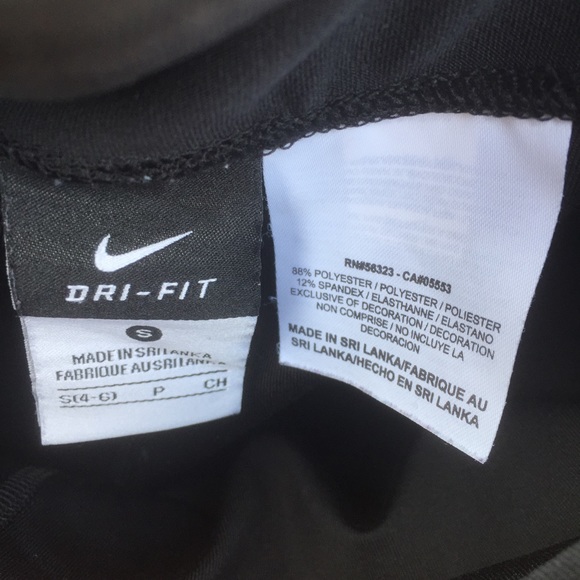 DRI-FIT
S
MADE IN SRI LANKA
FABRIQUE AU SRI LANKA
S(4-6) P CH
RN#56323 - CA#05553
88% POLYESTER / POLYESTER / POLIESTER
12% SPANDEX / ELASTHANNE / ELASTANO
EXCLUSIVE OF DECORATION / DECORATION
NON COMPRISE / NO INCLUYE LA
DECORACION
MADE IN SRI LANKA/FABRIQUE AU
SRI LANKA/HECHO EN SRI LANKA